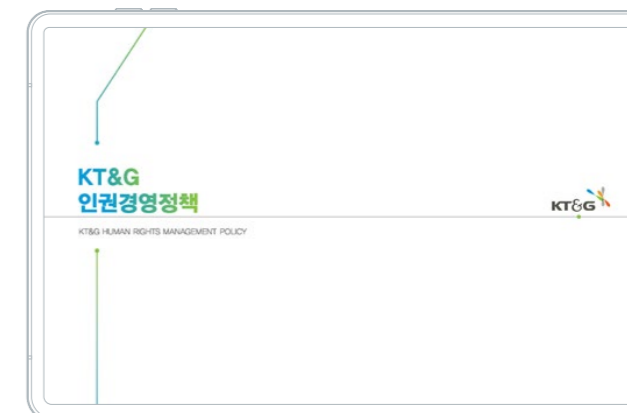 KT&G
인권경영정책
KT&G HUMAN RIGHTS MANAGEMENT POLICY
KT&G